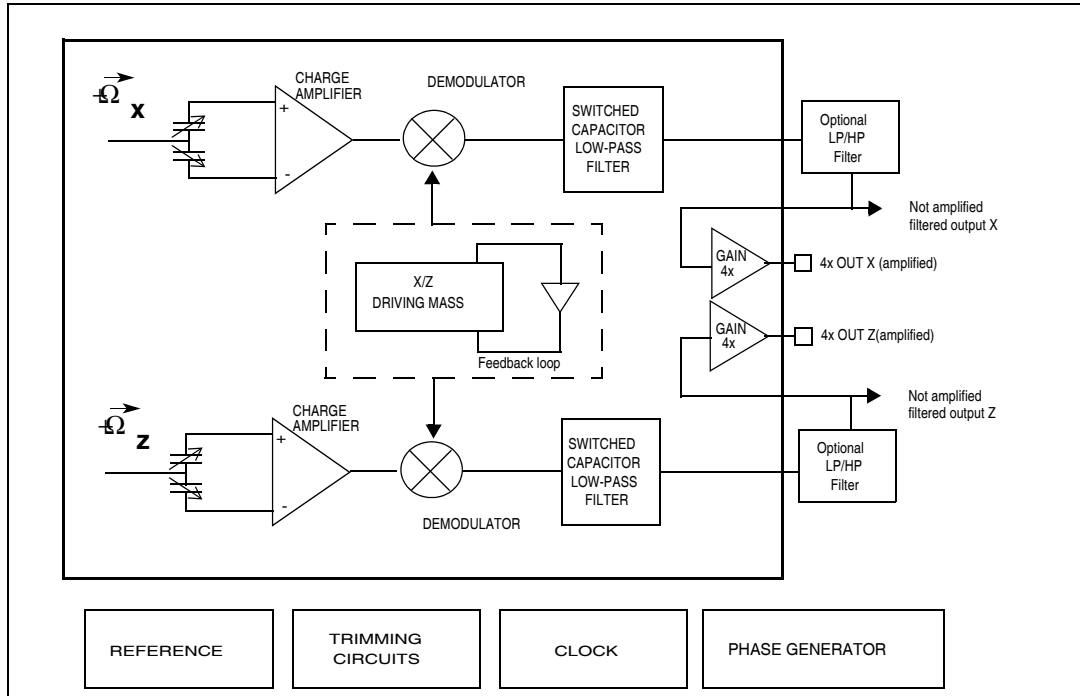 +Ω X
CHARGE
AMPLIFIER
+
-
DEMODULATOR
SWITCHED
CAPACITOR
LOW-PASS
FILTER
Optional
LP/HP
Filter
Not amplified
filtered output X
GAIN
4x
4x OUT X (amplified)
X/Z
DRIVING MASS
Feedback loop
GAIN
4x
4x OUT Z(amplified)
Not amplified
filtered output Z
+Ω Z
CHARGE
AMPLIFIER
+
-
DEMODULATOR
SWITCHED
CAPACITOR
LOW-PASS
FILTER
Optional
LP/HP
Filter
REFERENCE
TRIMMING
CIRCUITS
CLOCK
PHASE GENERATOR